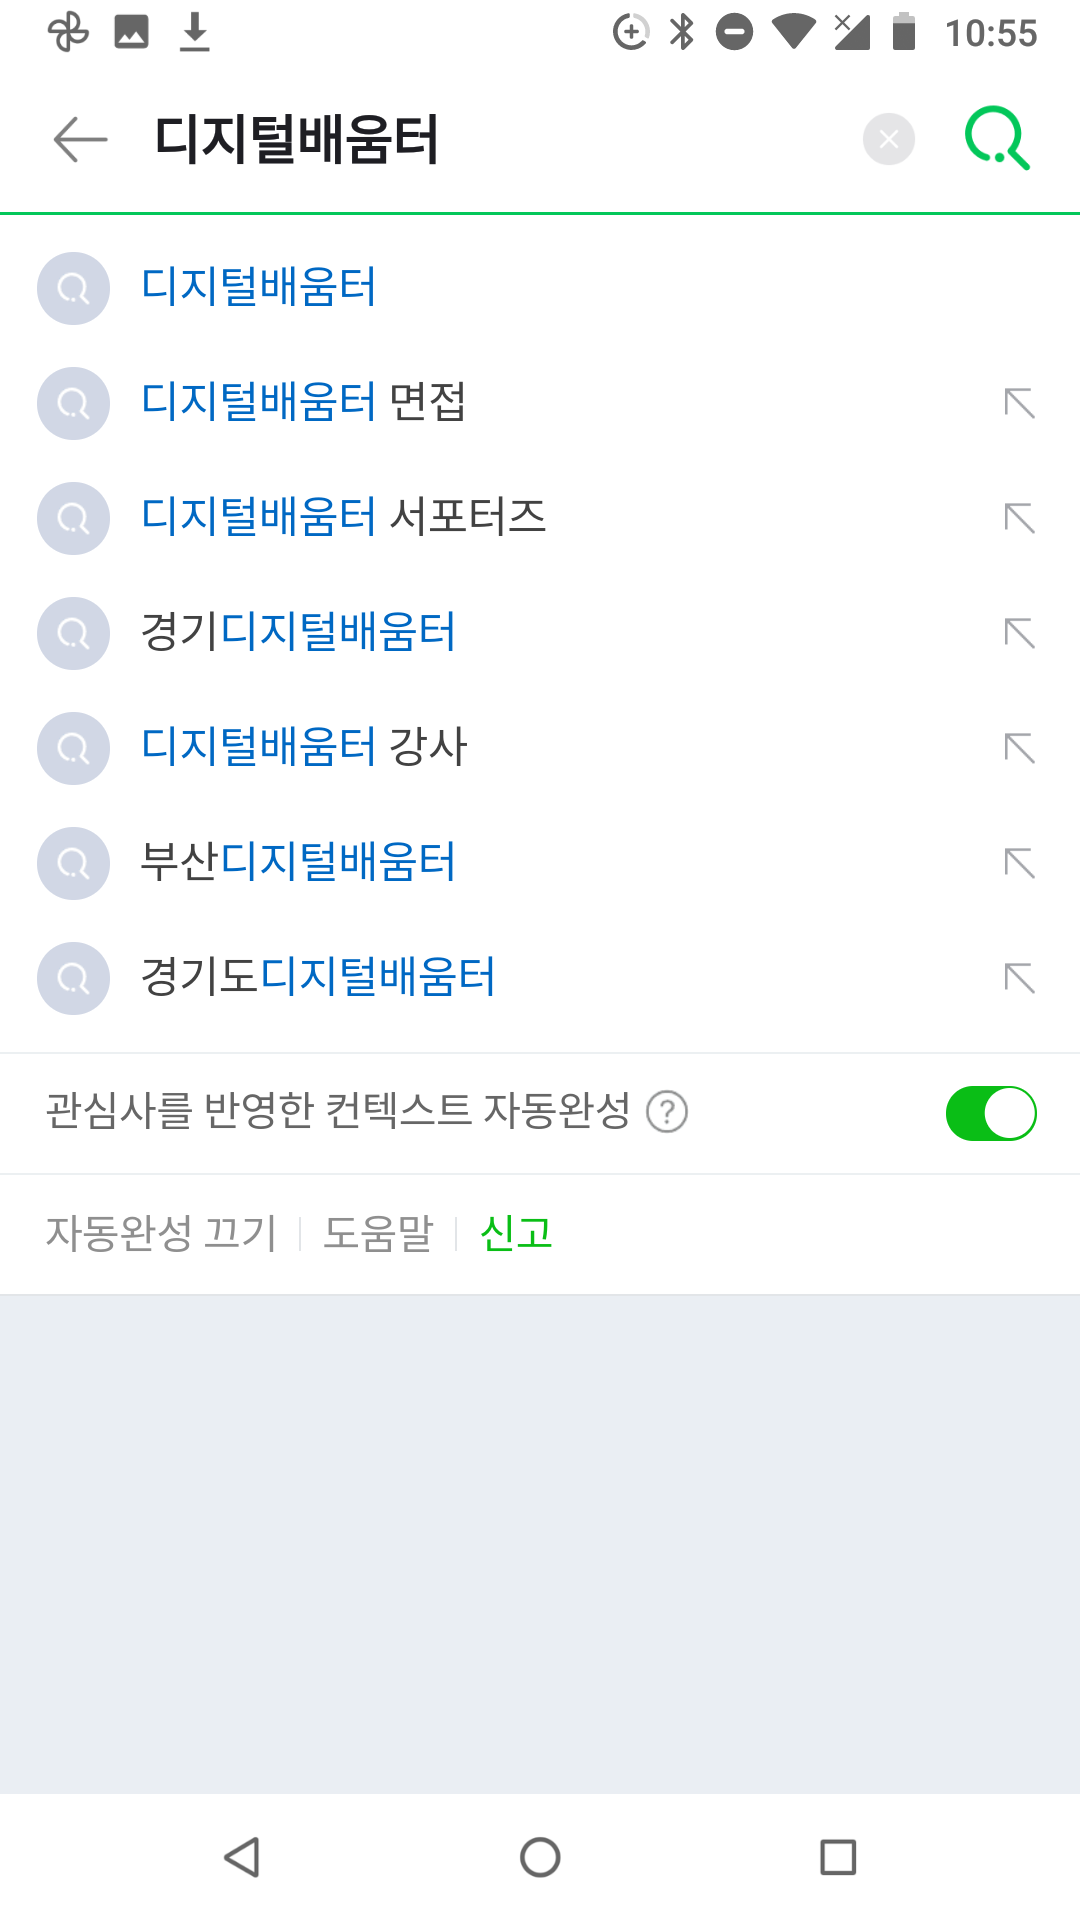 10:55
디지털배움터
디지털배움터
디지털배움터 면접
디지털배움터 서포터즈
경기디지털배움터
디지털배움터 강사
부산디지털배움터
경기도디지털배움터
관심사를 반영한 컨텍스트 자동완성 ?
자동완성 끄기 | 도움말 | 신고